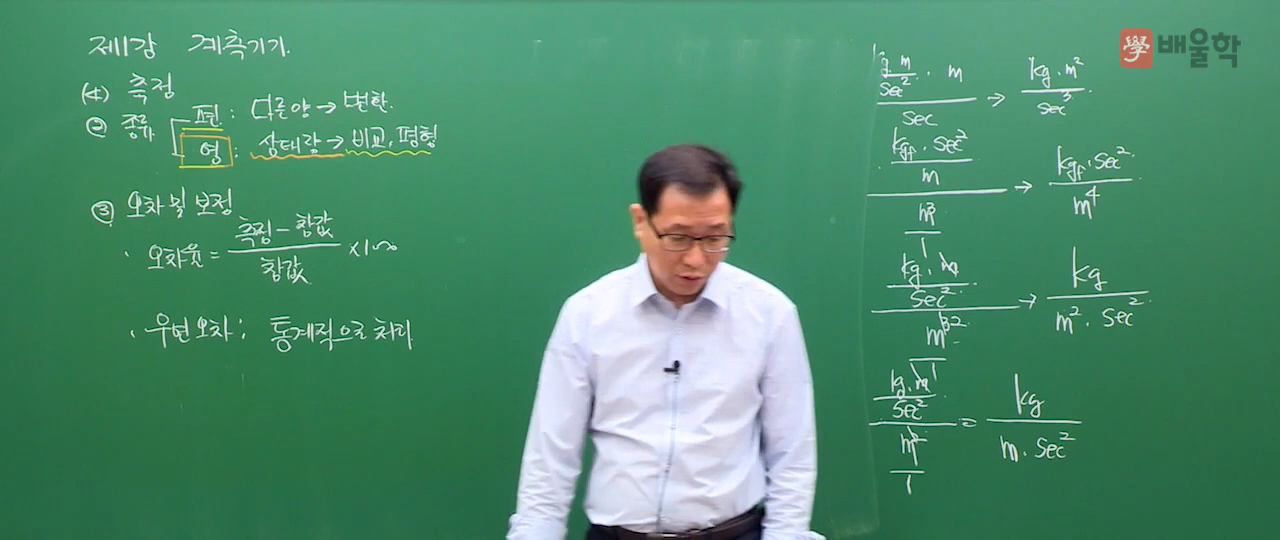 제1강 계측기기.
(4) 측정
② 종류
편 : 다른양 → 변환.
영 : 상태량 → 비교, 평형
③ 오차 및 보정
· 오차율 = (측정 - 참값) / 참값 × 100
· 우연오차 : 통계적으로 처리
學 배울학
(kg·m/sec² · m) / sec → kg·m² / sec³
(kgf·sec² / m) / (m³ / 1) → kgf·sec² / m⁴
(kg·m / sec²) / (m³ / 1) → kg / m²·sec²
(kg·m / sec²) / (m² / 1) = kg / m·sec²